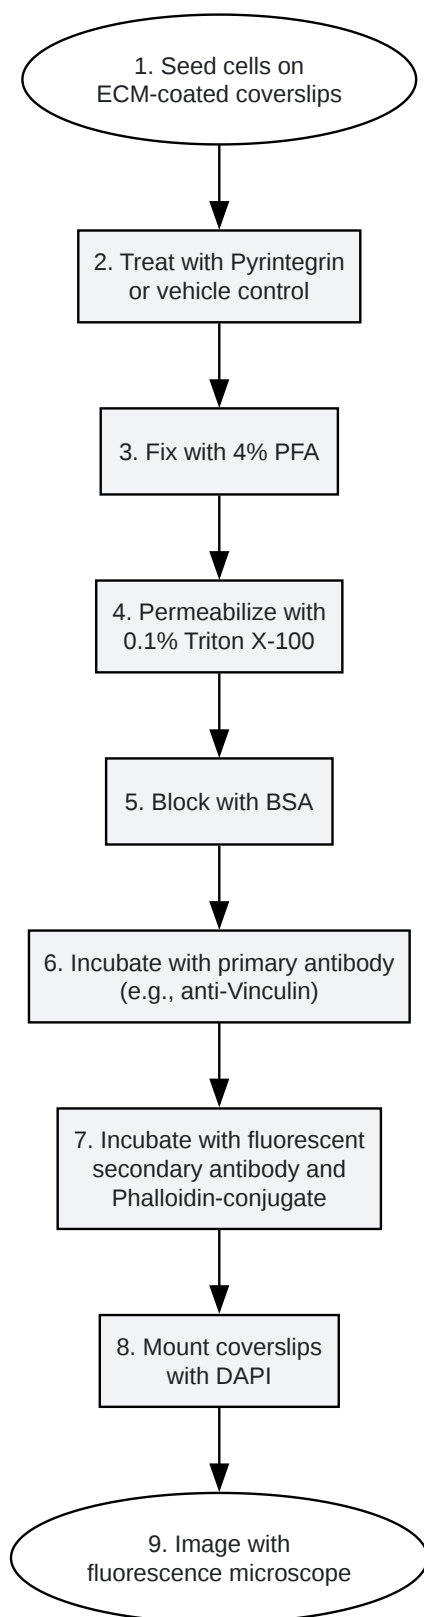 1. Seed cells on
ECM-coated coverslips
2. Treat with Pyrintegrin
or vehicle control
3. Fix with 4% PFA
4. Permeabilize with
0.1% Triton X-100
5. Block with BSA
6. Incubate with primary antibody
(e.g., anti-Vinculin)
7. Incubate with fluorescent
secondary antibody and
Phalloidin-conjugate
8. Mount coverslips
with DAPI
9. Image with
fluorescence microscope